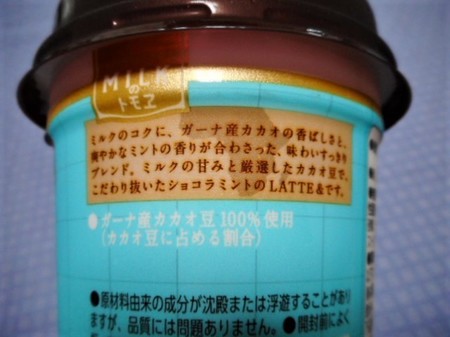 MILK
の
トモヱ
ミルクのコクに、ガーナ産カカオの香ばしさと、
爽やかなミントの香りが合わさった、味わいすっきり
ブレンド。ミルクの甘みと厳選したカカオ豆で、
こだわり抜いたショコラミントのLATTE&です。
●ガーナ産カカオ豆100%使用
(カカオ豆に占める割合)
●原材料由来の成分が沈殿または浮遊することがあり
ますが、品質には問題ありません。●開封前によく